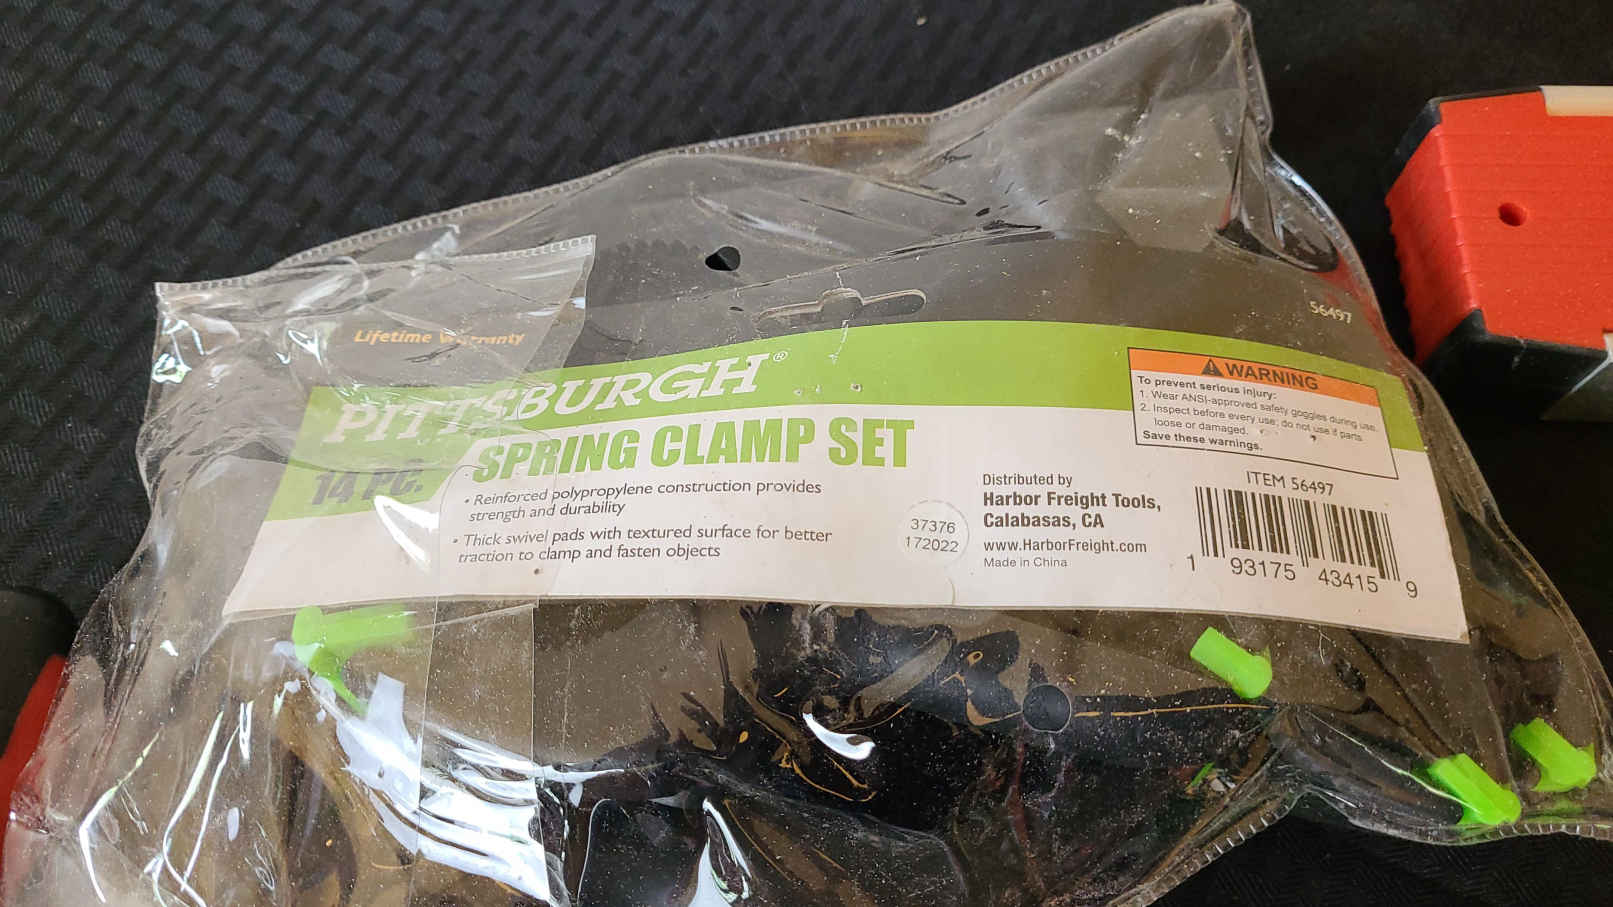 56497
Lifetime Warranty
PITTSBURGH®
14 PC.
SPRING CLAMP SET
• Reinforced polypropylene construction provides
strength and durability
• Thick swivel pads with textured surface for better
traction to clamp and fasten objects
37376
172022
Distributed by
Harbor Freight Tools,
Calabasas, CA
www.HarborFreight.com
Made in China
WARNING
To prevent serious injury:
1. Wear ANSI-approved safety goggles during use.
2. Inspect before every use; do not use if parts
loose or damaged.
Save these warnings.
ITEM 56497
1 93175 43415 9